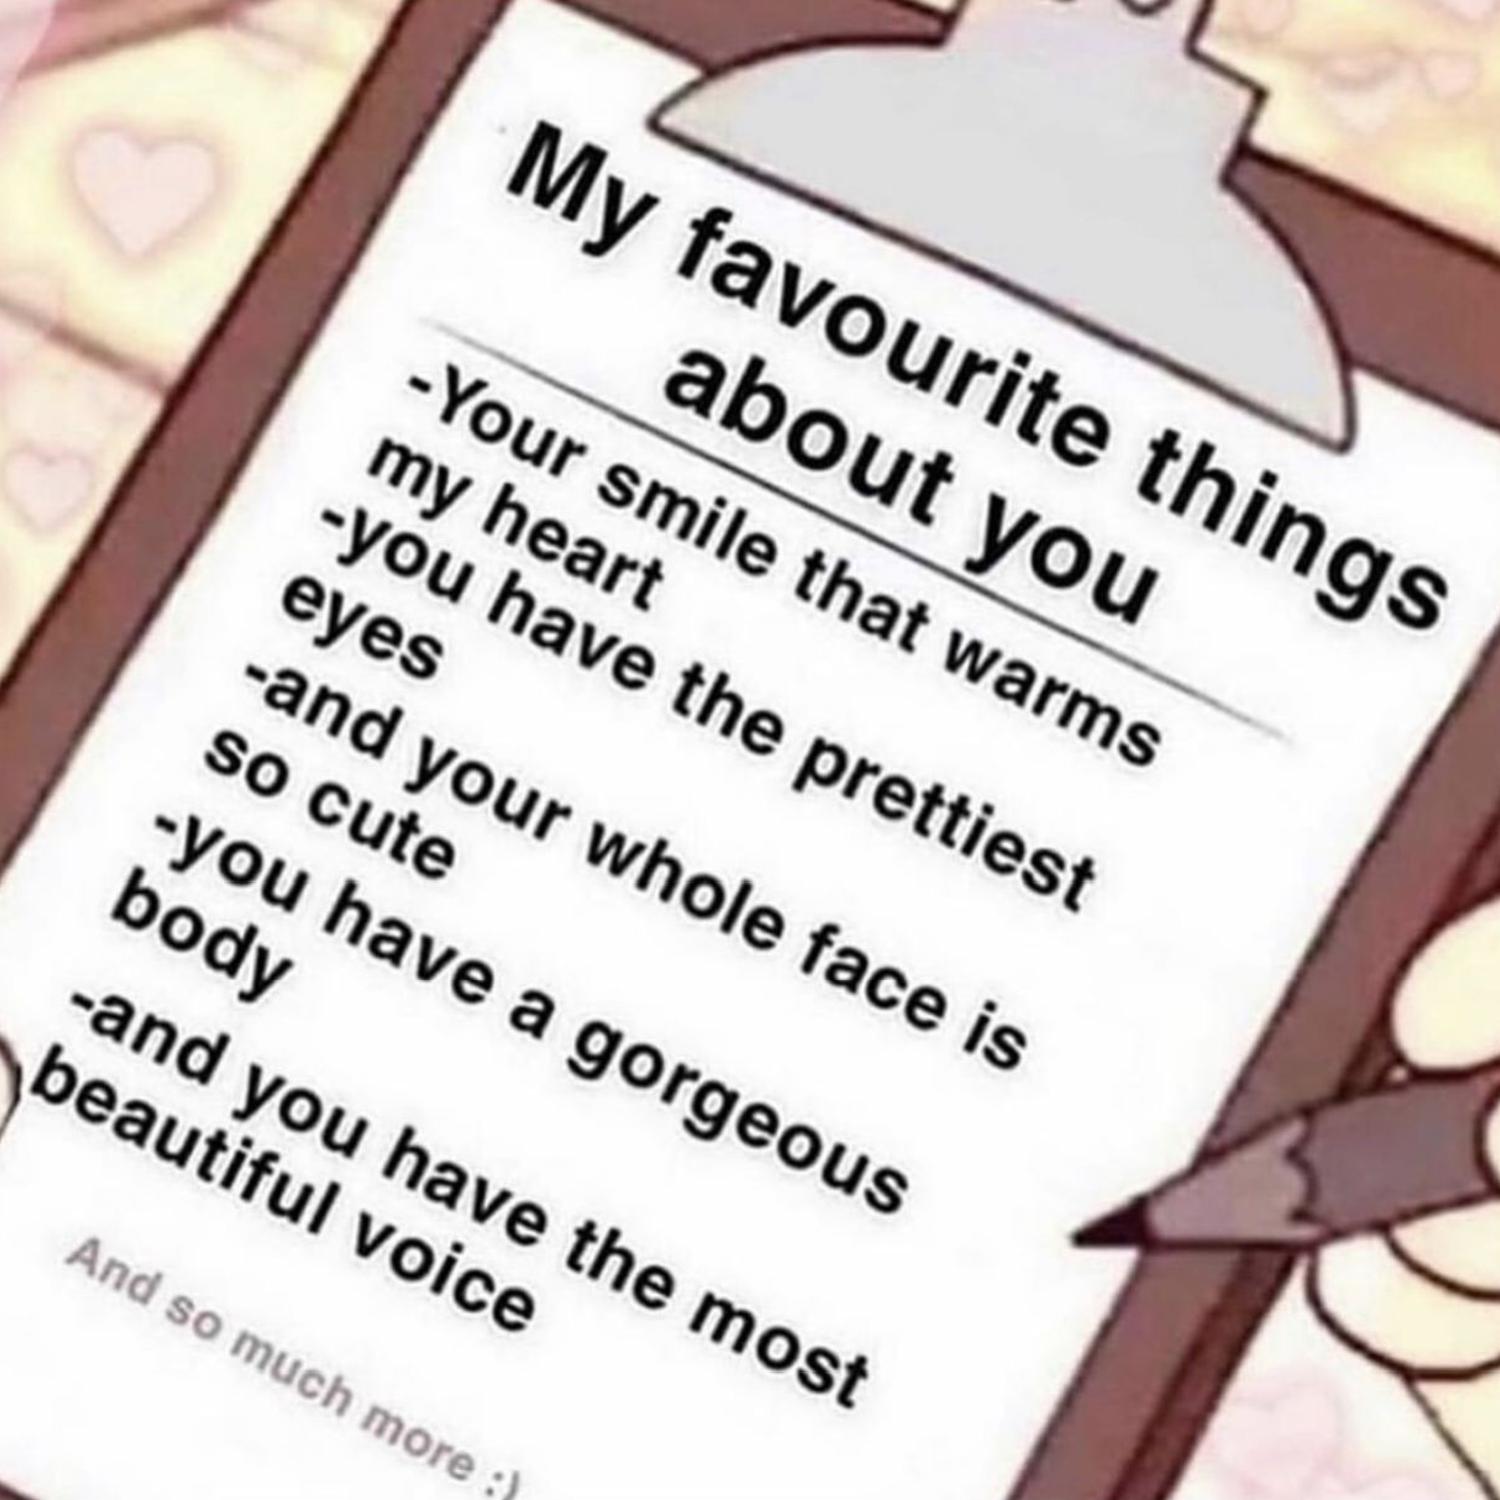 My favourite things
about you
-Your smile that warms
my heart
-you have the prettiest
eyes
-and your whole face is
so cute
-you have a gorgeous
body
-and you have the most
beautiful voice
And so much more :)